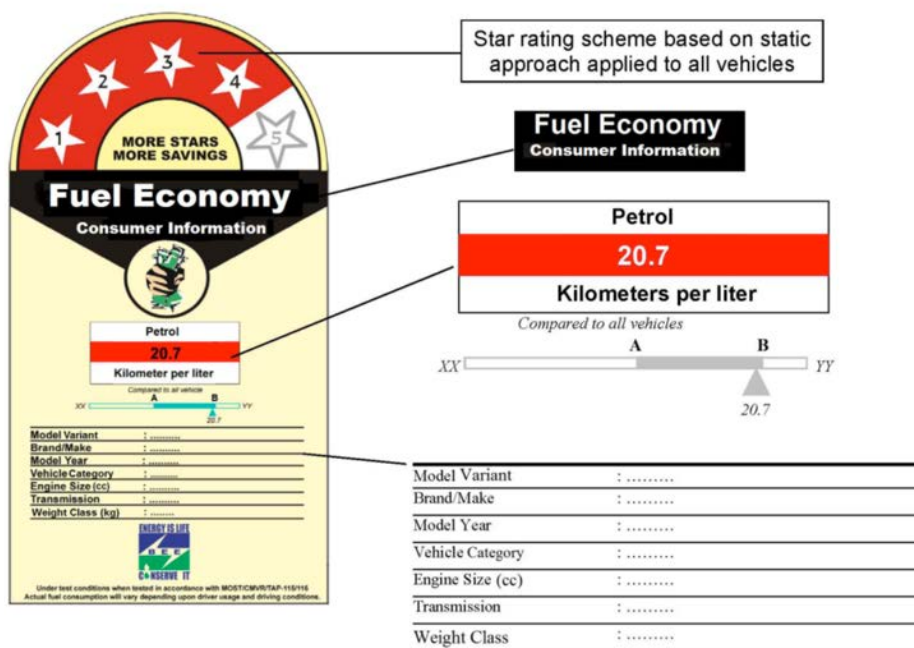 1
2
3
4
5
MORE STARS
MORE SAVINGS
Fuel Economy
Consumer Information
Petrol
20.7
Kilometer per liter
Compared to all vehicle
A B
XX YY
20.7
Model Variant : ..........
Brand/Make : ..........
Model Year : ..........
Vehicle Category : .........
Engine Size (cc) : ..........
Transmission : ..........
Weight Class (kg) : .......
ENERGY IS LIFE
BEE
CONSERVE IT
Under test conditions when tested in accordance with MOST/CMVR/TAP-115/116
Actual fuel consumption will vary depending upon driver usage and driving conditions.
Star rating scheme based on static
approach applied to all vehicles
Fuel Economy
Consumer Information
Petrol
20.7
Kilometers per liter
Compared to all vehicles
A B
XX YY
20.7
Model Variant : .........
Brand/Make : .........
Model Year : .........
Vehicle Category : .........
Engine Size (cc) : .........
Transmission : .........
Weight Class : .........